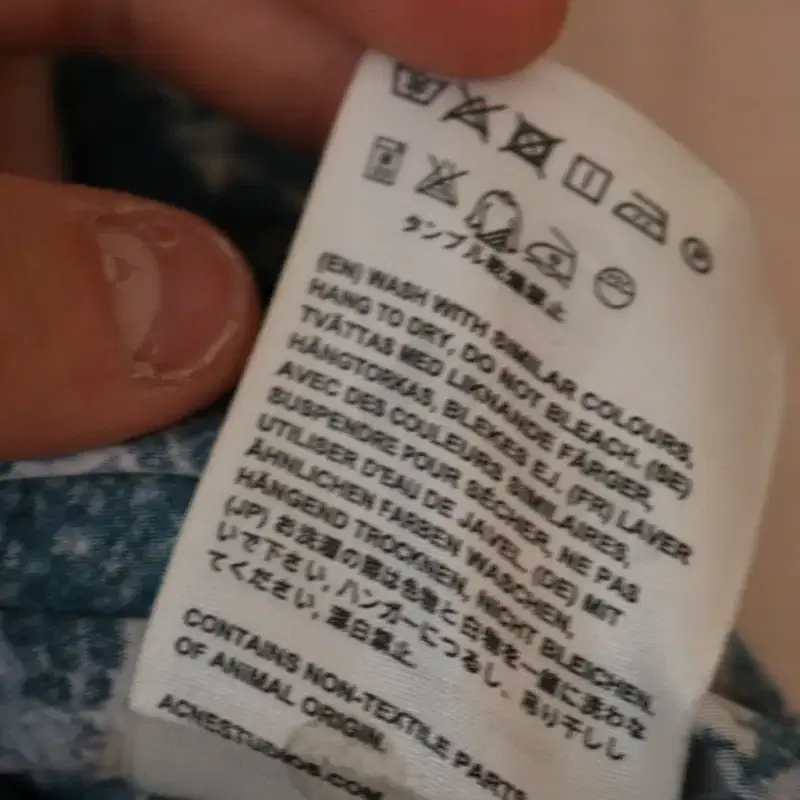 タンブル乾燥禁止
(EN) WASH WITH SIMILAR COLOURS,
HANG TO DRY, DO NOT BLEACH. (SE)
TVÄTTAS MED LIKNANDE FÄRGER,
HÄNGTORKAS, BLEKES EJ. (FR) LAVER
AVEC DES COULEURS SIMILAIRES,
SUSPENDRE POUR SÉCHER, NE PAS
UTILISER D'EAU DE JAVEL. (DE) MIT
ÄHNLICHEN FARBEN WASCHEN,
HÄNGEND TROCKNEN, NICHT BLEICHEN.
(JP) お洗濯の際は色物と白物を一緒に洗わな
いで下さい, ハンガーにつるし、吊り干しし
てください, 漂白禁止.
CONTAINS NON-TEXTILE PARTS
OF ANIMAL ORIGIN.
ACNESTUDIOS.COM